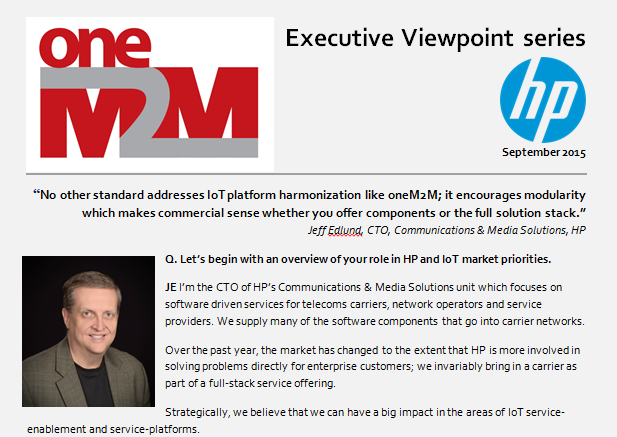 one
M2M
Executive Viewpoint series
hp
September 2015
“No other standard addresses IoT platform harmonization like oneM2M; it encourages modularity
which makes commercial sense whether you offer components or the full solution stack.”
Jeff Edlund, CTO, Communications & Media Solutions, HP
Q. Let’s begin with an overview of your role in HP and IoT market priorities.
JE I’m the CTO of HP’s Communications & Media Solutions unit which focuses on
software driven services for telecoms carriers, network operators and service
providers. We supply many of the software components that go into carrier networks.
Over the past year, the market has changed to the extent that HP is more involved in
solving problems directly for enterprise customers; we invariably bring in a carrier as
part of a full-stack service offering.
Strategically, we believe that we can have a big impact in the areas of IoT service-
enablement and service-platforms.